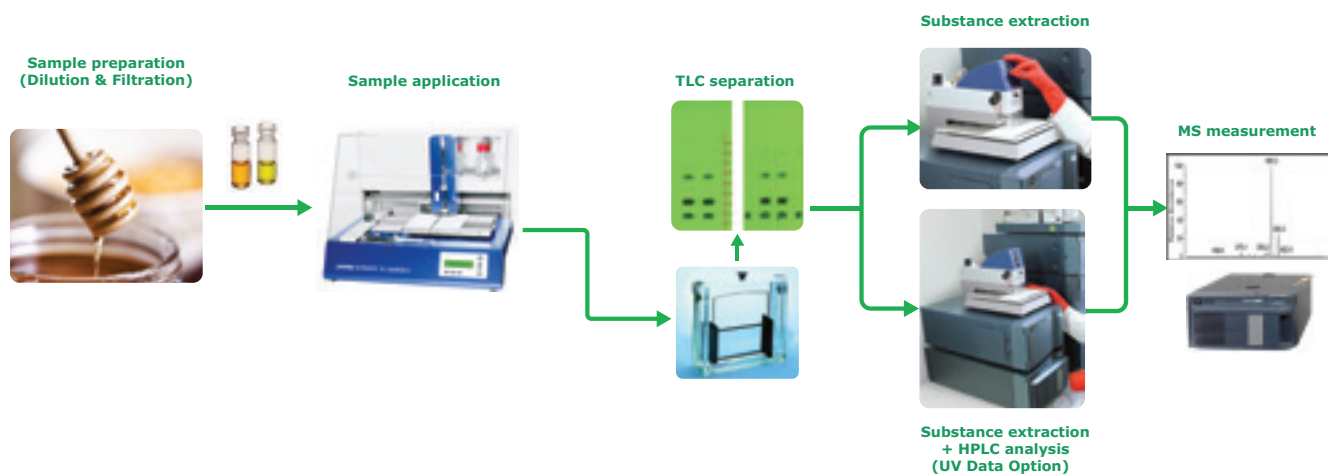 Sample preparation
(Dilution & Filtration)
Sample application
TLC separation
Substance extraction
Substance extraction
+ HPLC analysis
(UV Data Option)
MS measurement